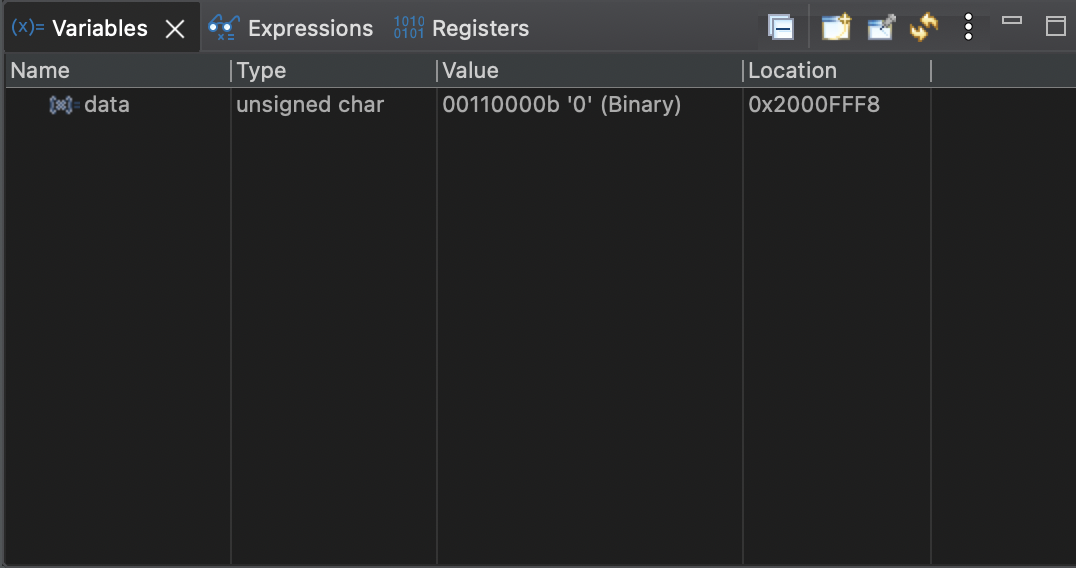 (x)= Variables Expressions 1010 0101 Registers
Name Type Value Location
data unsigned char 00110000b '0' (Binary) 0x2000FFF8